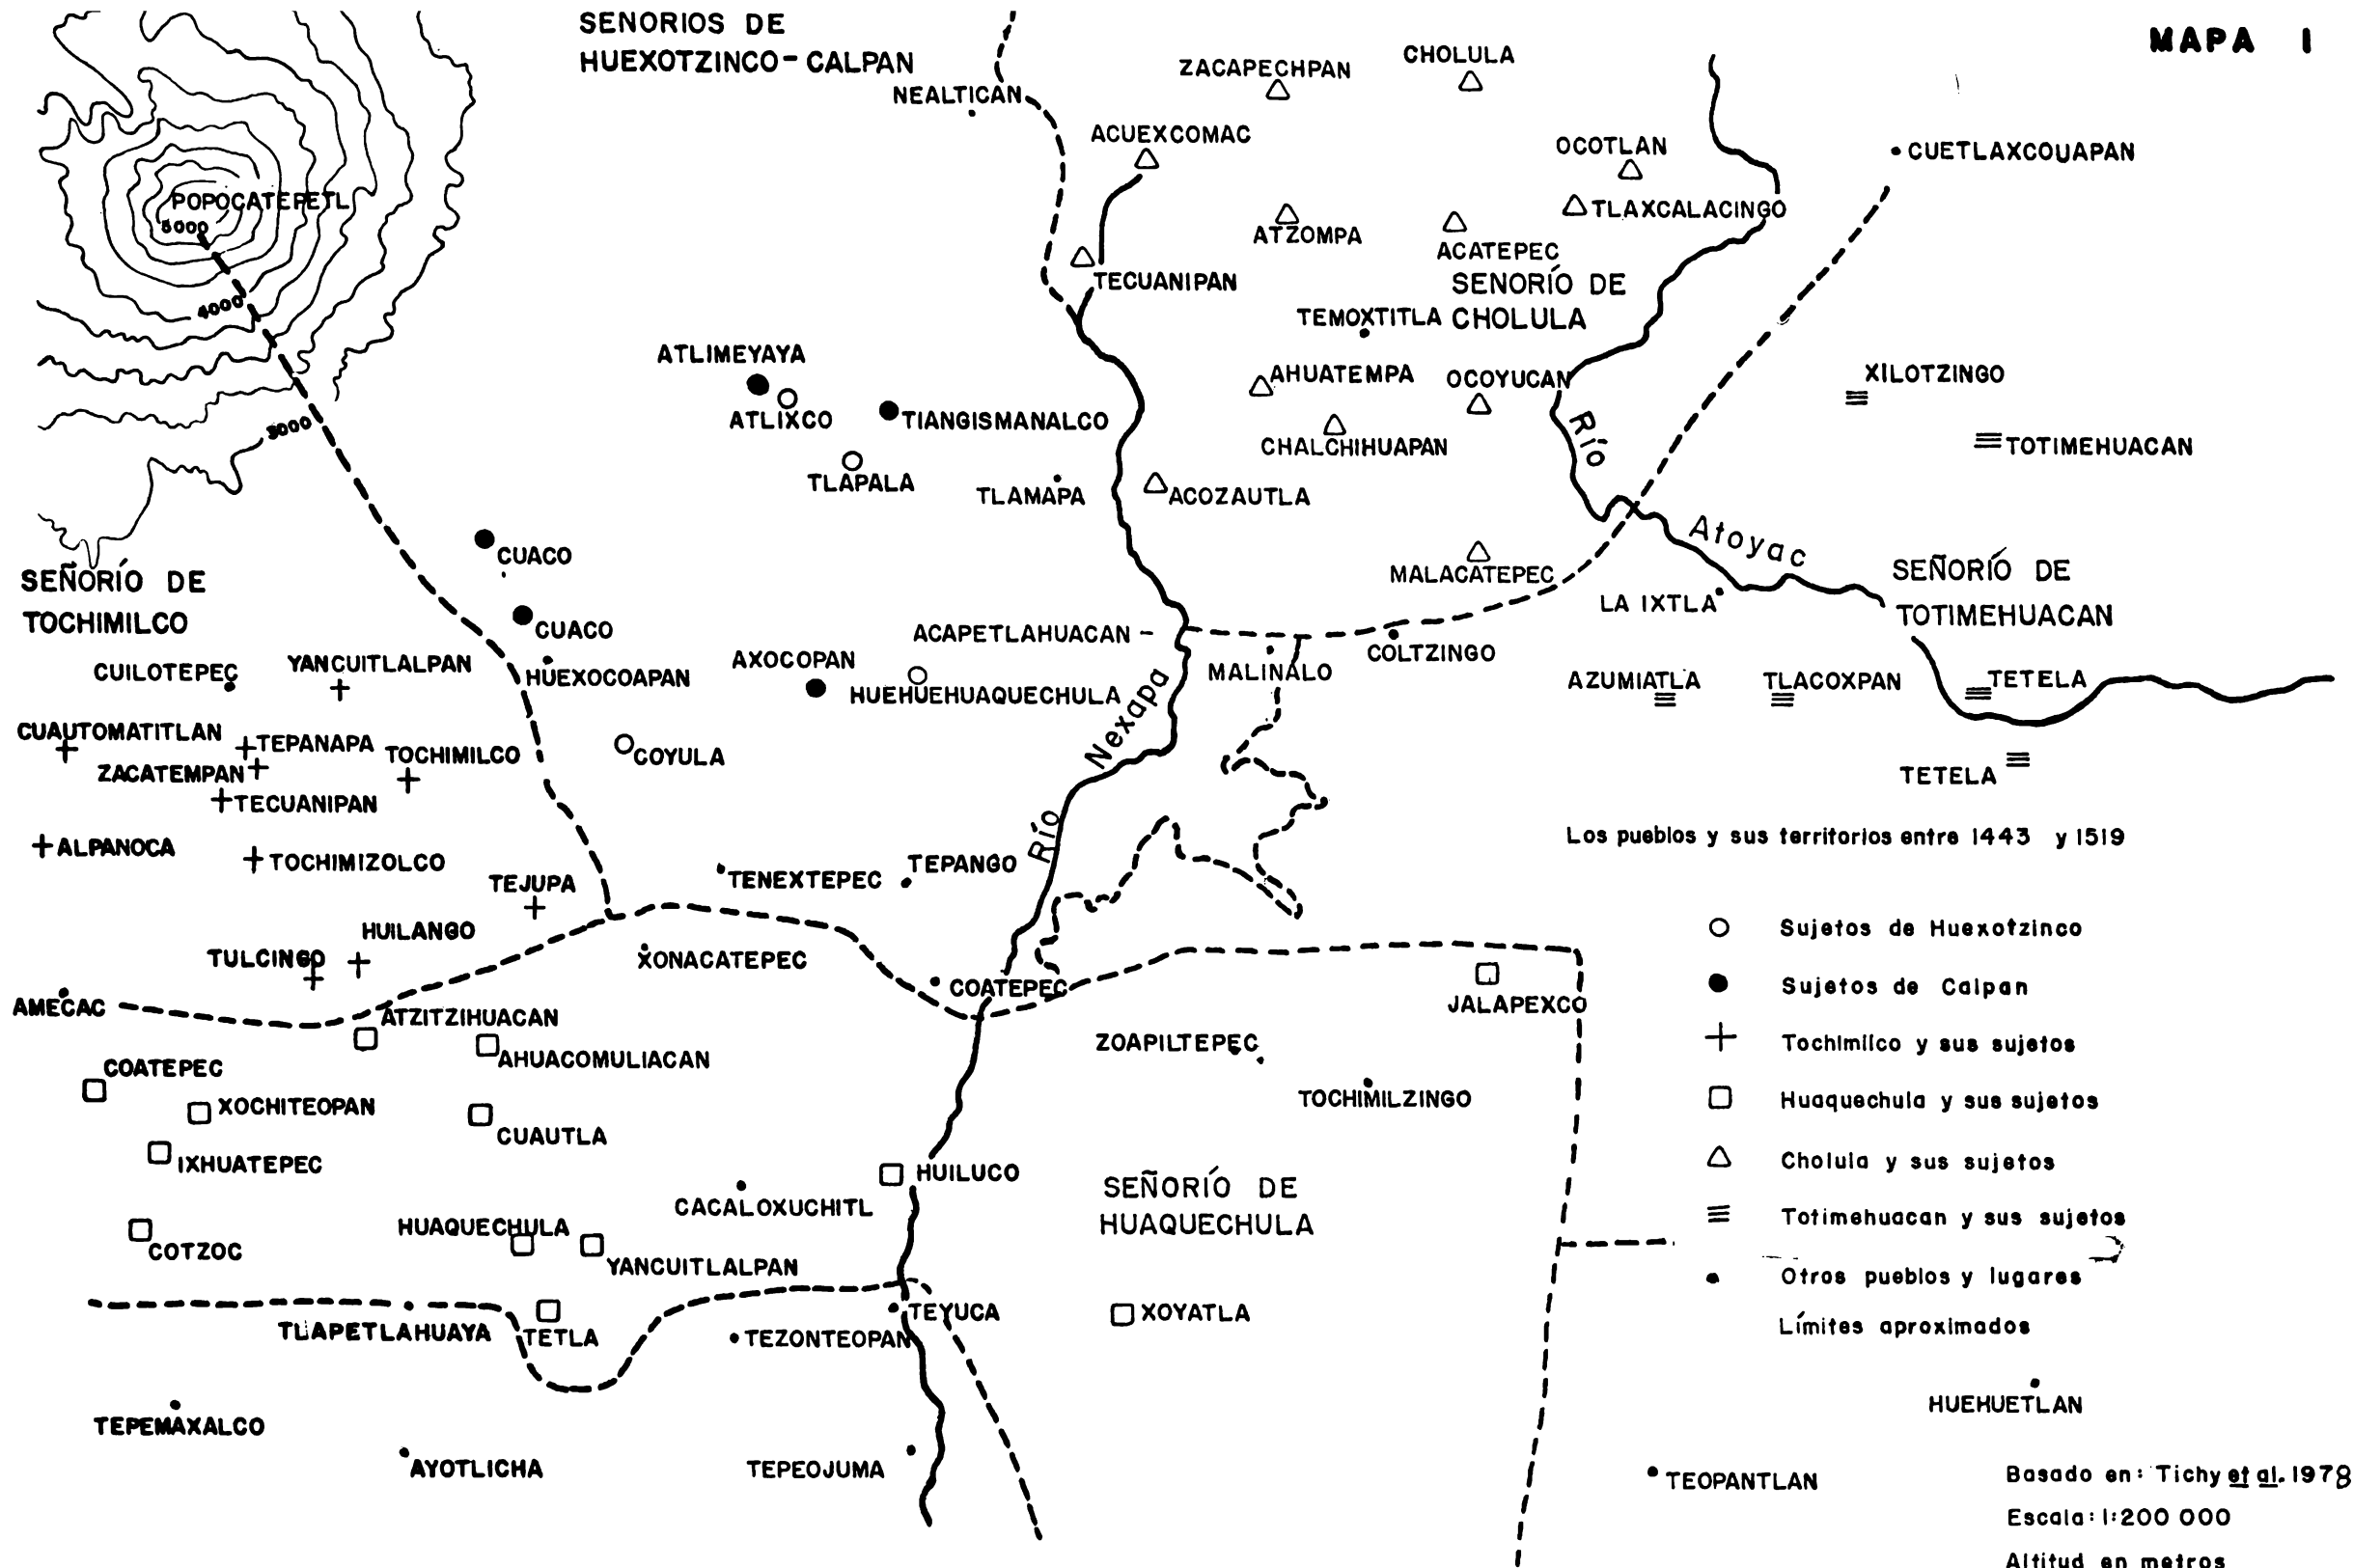 SENORIOS DE
HUEXOTZINCO-CALPAN
MAPA I
CHOLULA
ZACAPECHPAN
NEALTICAN
ACUEXCOMAC
OCOTLAN
CUETLAXCOUAPAN
POPOCATEPETL
5000
TLAXCALACINGO
ATZOMPA
ACATEPEC
TECUANIPAN
SENORÍO DE
CHOLULA
4000
TEMOXTITLA
ATLIMEYAYA
AHUATEMPA
OCOYUCAN
XILOTZINGO
ATLIXCO
TIANGISMANALCO
3000
CHALCHIHUAPAN
Río
TOTIMEHUACAN
TLAPALA
TLAMAPA
ACOZAUTLA
Atoyac
CUACO
SEÑORÍO DE
TOCHIMILCO
MALACATEPEC
SEÑORÍO DE
TOTIMEHUACAN
LA IXTLA
CUACO
ACAPETLAHUACAN
COLTZINGO
CUILOTEPEC
YANCUITLALPAN
HUEXOCOAPAN
AXOCOPAN
HUEHUEHUAQUECHULA
MALINALO
AZUMIATLA
TLACOXPAN
TETELA
Nexapa
CUAUTOMATITLAN
TEPANAPA
TOCHIMILCO
COYULA
ZACATEMPAN
TETELA
TECUANIPAN
Río
ALPANOCA
TOCHIMIZOLCO
Los pueblos y sus territorios entre 1443 y 1519
TEJUPA
TENEXTEPEC
TEPANGO
HUILANGO
TULCINGO
XONACATEPEC
Sujetos de Huexotzinco
COATEPEC
Sujetos de Calpan
AMECAC
JALAPEXCO
ATZITZIHUACAN
AHUACOMULIACAN
ZOAPILTEPEC
Tochimilco y sus sujetos
COATEPEC
XOCHITEOPAN
TOCHIMILZINGO
Huaquechula y sus sujetos
CUAUTLA
IXHUATEPEC
Cholula y sus sujetos
HUILUCO
CACALOXUCHITL
SEÑORÍO DE
HUAQUECHULA
Totimehuacan y sus sujetos
HUAQUECHULA
COTZOC
YANCUITLALPAN
Otros pueblos y lugares
TEYUCA
XOYATLA
Límites aproximados
TLAPETLAHUAYA
TETLA
TEZONTEOPAN
HUEHUETLAN
TEPEMAXALCO
AYOTLICHA
TEPEOJUMA
TEOPANTLAN
Basado en: Tichy et al. 1978
Escala: 1:200 000
Altitud en metros